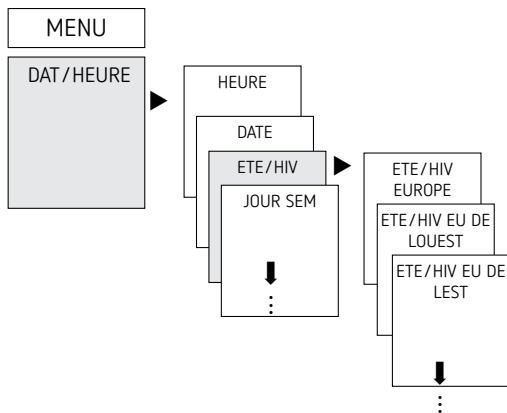 MENU
DAT/HEURE
HEURE
DATE
ETE/HIV
JOUR SEM
ETE/HIV
EUROPE
ETE/HIV EU DE
LOUEST
ETE/HIV EU DE
LEST